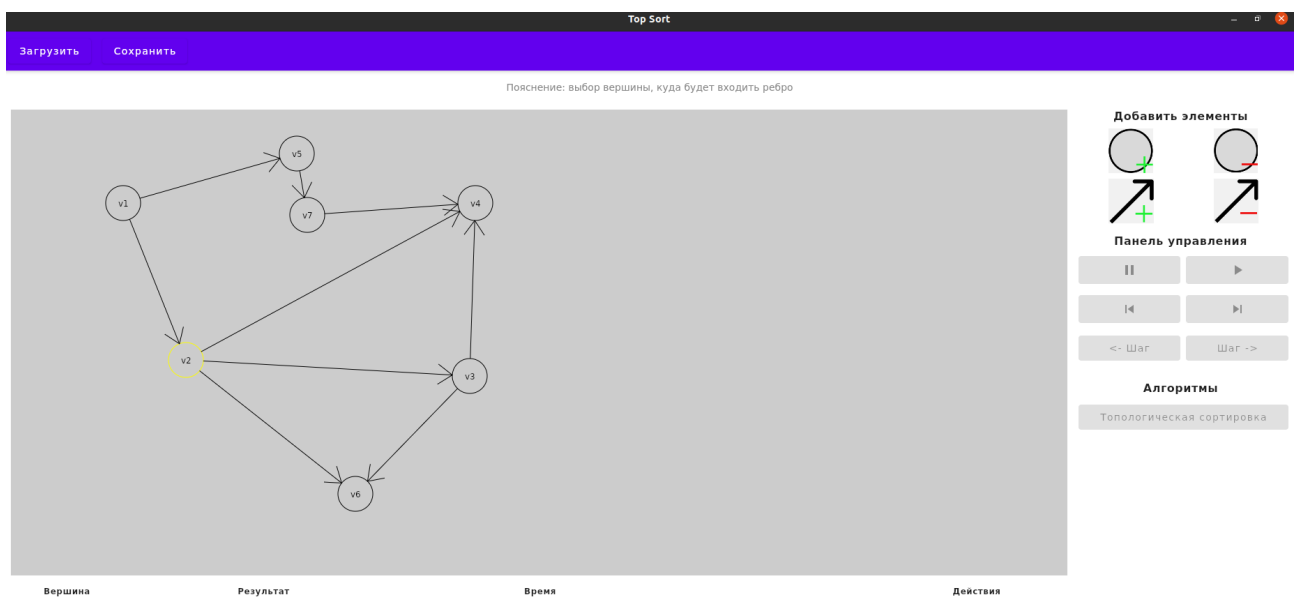 Top Sort
Загрузить Сохранить
Пояснение: выбор вершины, куда будет входить ребро
Добавить элементы
v5
v1
v7
v4
Панель управления
v2
<- Шаг
Шаг ->
v3
Алгоритмы
Топологическая сортировка
v6
Вершина Результат Время Действия